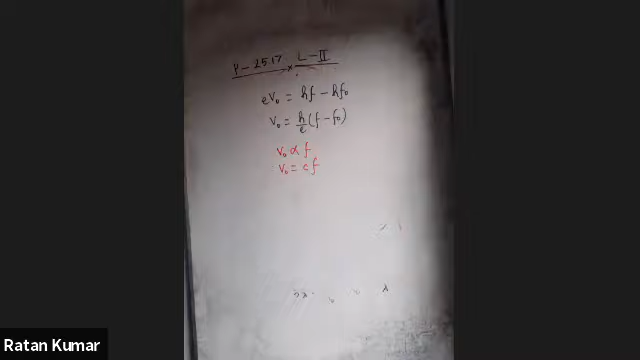 P-25.17. L-II
eV₀ = hf - hf₀
V₀ = h/e (f - f₀)
V₀ ∝ f
V₀ = cf
Ratan Kumar